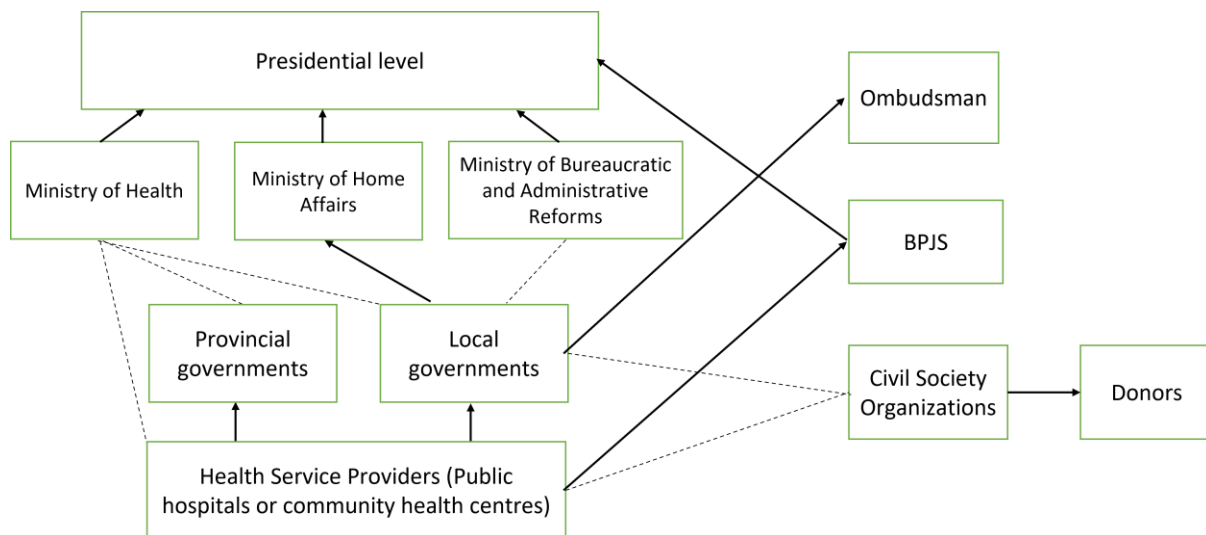 Presidential level
Ombudsman
Ministry of Health
Ministry of Home
Affairs
Ministry of Bureaucratic
and Administrative
Reforms
BPJS
Provincial
governments
Local
governments
Civil Society
Organizations
Donors
Health Service Providers (Public
hospitals or community health centres)